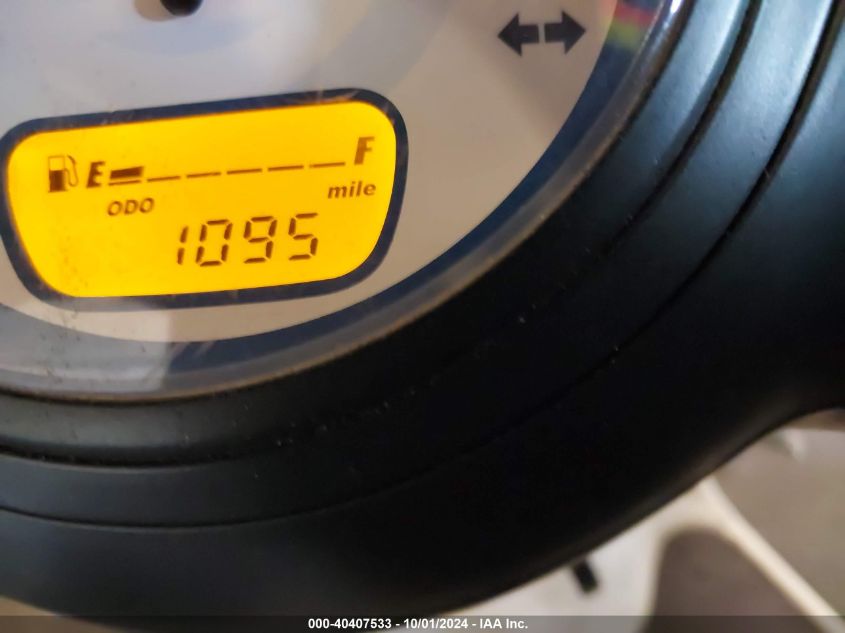 E F
ODO mile
1095
000-40407533 - 10/01/2024 - IAA Inc.